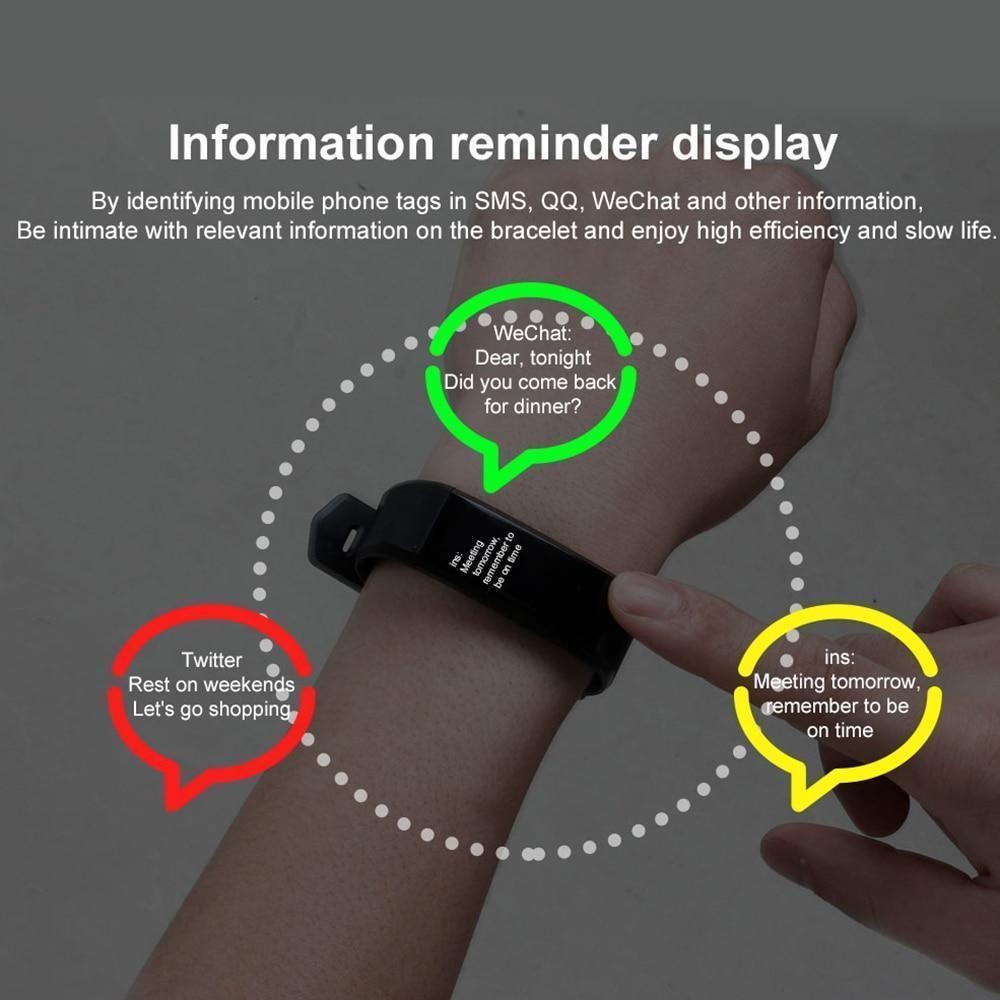 Information reminder display
By identifying mobile phone tags in SMS, QQ, WeChat and other information,
Be intimate with relevant information on the bracelet and enjoy high efficiency and slow life.
WeChat:
Dear, tonight
Did you come back
for dinner?
ins:
Meeting
tomorrow,
remember to
be on time
Twitter
Rest on weekends
Let's go shopping
ins:
Meeting tomorrow,
remember to be
on time